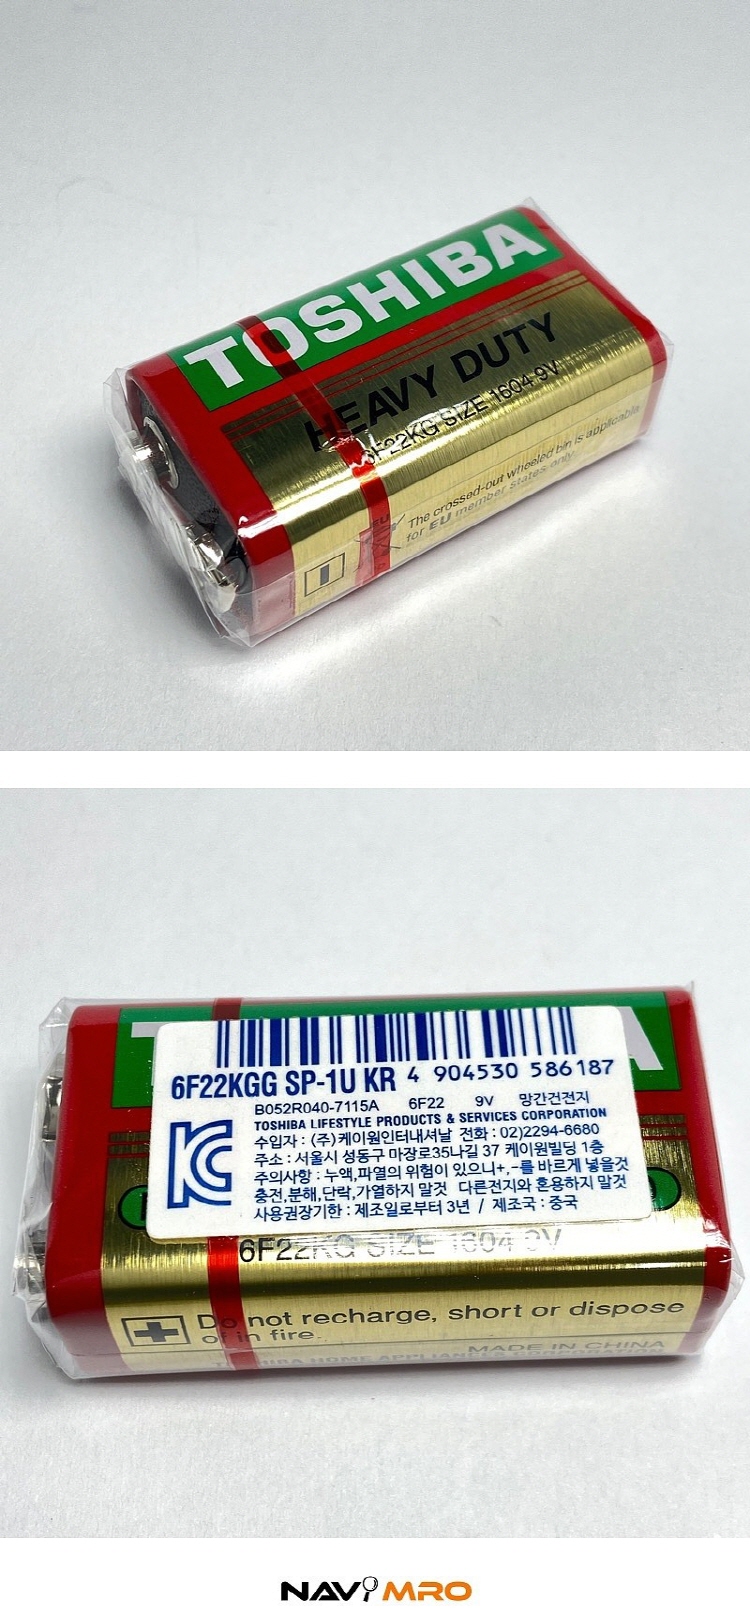 TOSHIBA
HEAVY DUTY
6F22KG SIZE 1604 9V
EU
The crossed-out wheeled bin is applicable
for EU member states only.
6F22KGG SP-1U KR 4 904530 586187
B052R040-7115A 6F22 9V 망간건전지
TOSHIBA LIFESTYLE PRODUCTS & SERVICES CORPORATION
수입자 : (주)케이원인터내셔날 전화 : 02)2294-6680
주소 : 서울시 성동구 마장로35나길 37 케이원빌딩 1층
주의사항 : 누액,파열의 위험이 있으니+,-를 바르게 넣을것
충전,분해,단락,가열하지 말것 다른전지와 혼용하지 말것
사용권장기한 : 제조일로부터 3년 / 제조국 : 중국
6F22KG SIZE 1604 9V
Do not recharge, short or dispose
of in fire.
MADE IN CHINA
TOSHIBA HOME APPLIANCES CORPORATION
NAVIMRO